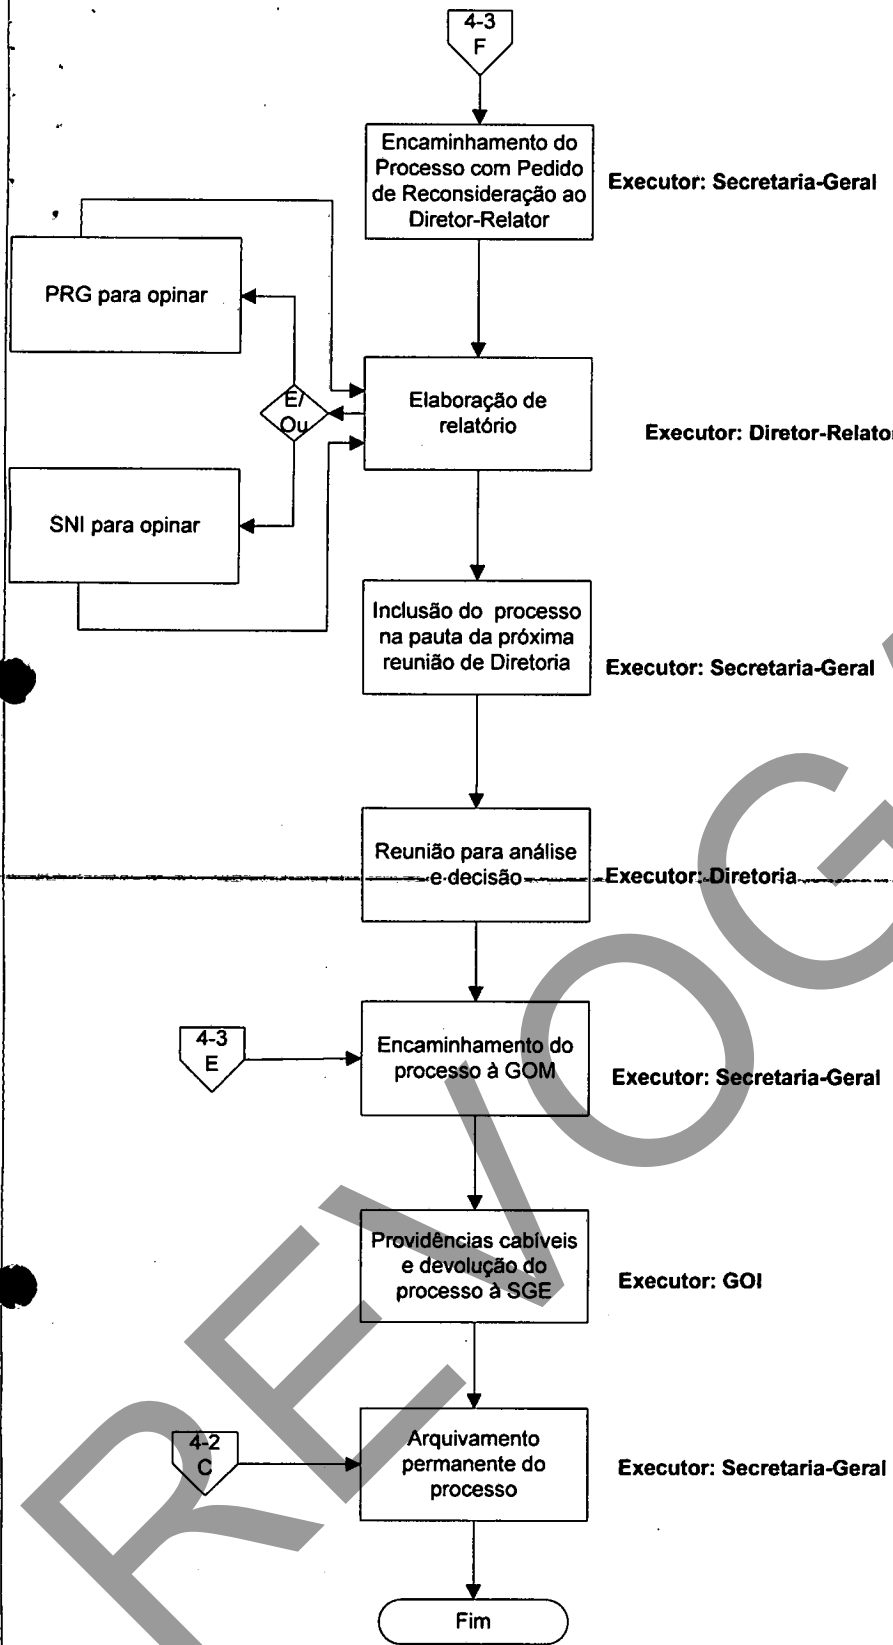 4-3
F
Encaminhamento do
Processo com Pedido
de Reconsideração ao
Diretor-Relator
Executor: Secretaria-Geral
PRG para opinar
E/
Ou
Elaboração de
relatório
Executor: Diretor-Relator
SNI para opinar
Inclusão do processo
na pauta da próxima
reunião de Diretoria
Executor: Secretaria-Geral
Reunião para análise
e decisão
Executor: Diretoria
4-3
E
Encaminhamento do
processo à GOM
Executor: Secretaria-Geral
Providências cabíveis
e devolução do
processo à SGE
Executor: GOI
4-2
C
Arquivamento
permanente do
processo
Executor: Secretaria-Geral
Fim
REVOG